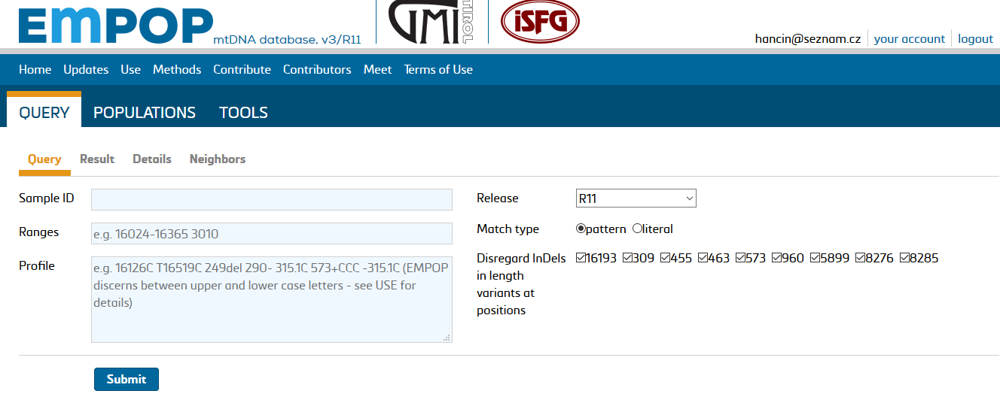 EMPOP mtDNA database, v3/R11
GMI TIROL
iSFG
hancin@seznam.cz your account logout
Home Updates Use Methods Contribute Contributors Meet Terms of Use
QUERY POPULATIONS TOOLS
Query Result Details Neighbors
Sample ID
Ranges e.g. 16024-16365 3010
Profile e.g. 16126C T16519C 249del 290- 315.1C 573+CCC -315.1C (EMPOP
discerns between upper and lower case letters - see USE for
details)
Release R11
Match type pattern literal
Disregard InDels 16193 309 455 463 573 960 5899 8276 8285
in length
variants at
positions
Submit